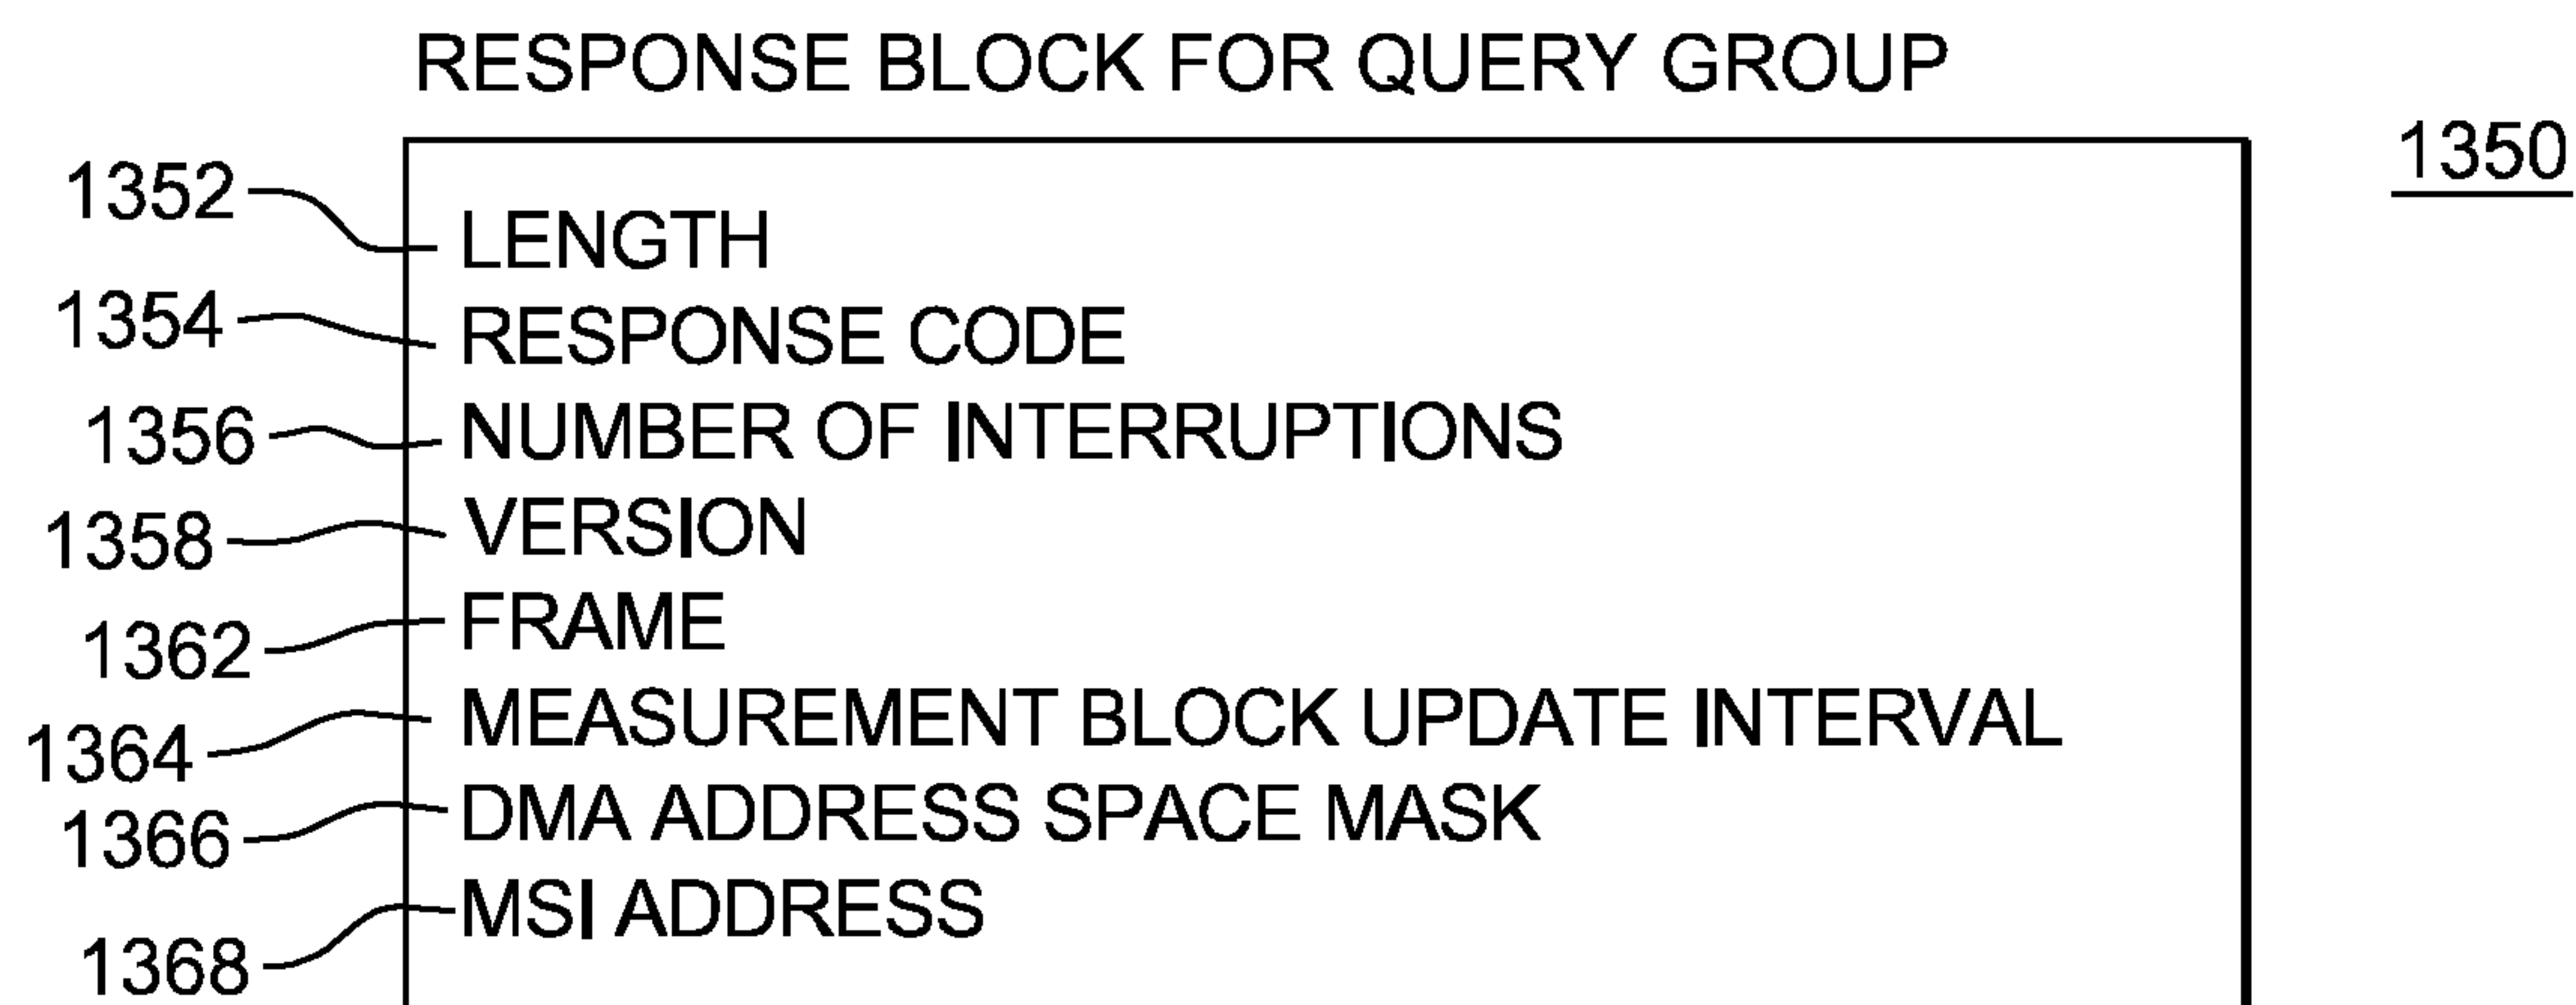 RESPONSE BLOCK FOR QUERY GROUP
1350
1352 LENGTH
1354 RESPONSE CODE
1356 NUMBER OF INTERRUPTIONS
1358 VERSION
1362 FRAME
1364 MEASUREMENT BLOCK UPDATE INTERVAL
1366 DMA ADDRESS SPACE MASK
1368 MSI ADDRESS